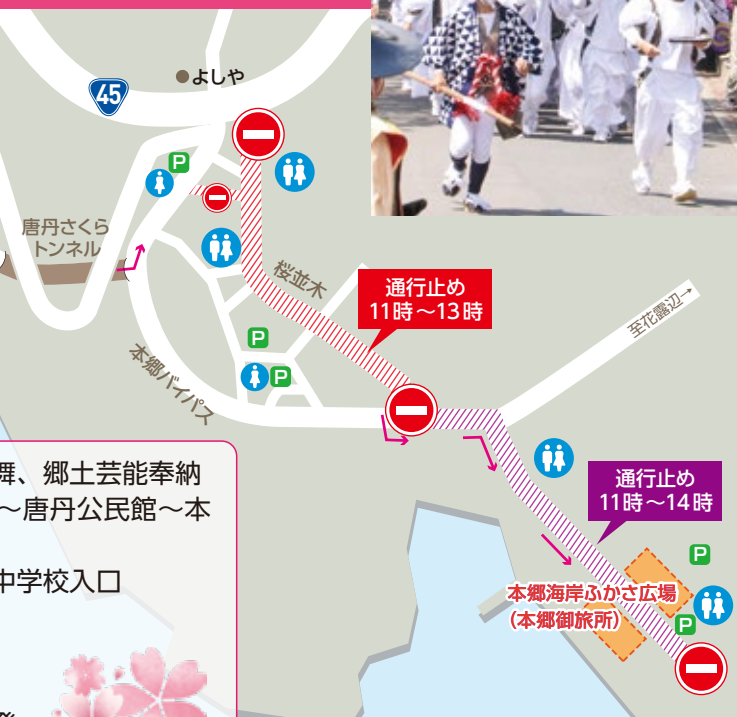 よしや
45
P
唐丹さくら
トンネル
桜並木
通行止め
11時～13時
至花露辺→
P
P
本郷バイパス
舞、郷土芸能奉納
～唐丹公民館～本
中学校入口
通行止め
11時～14時
P
本郷海岸ふかさ広場
（本郷御旅所）
P